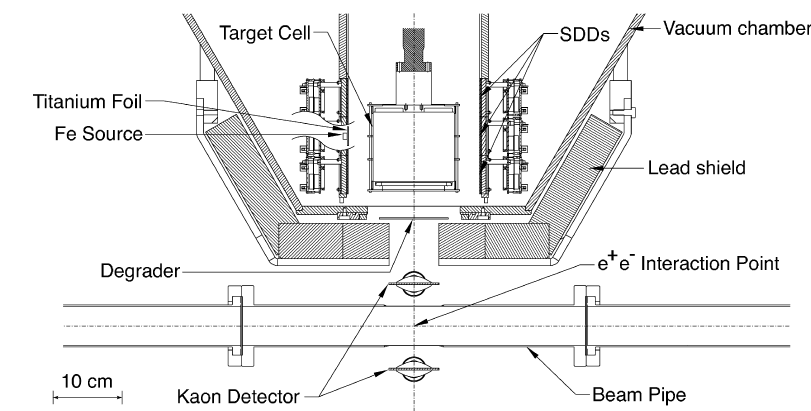 Target Cell
SDDs
Vacuum chamber
Titanium Foil
Fe Source
Lead shield
Degrader
e+e- Interaction Point
10 cm
Kaon Detector
Beam Pipe